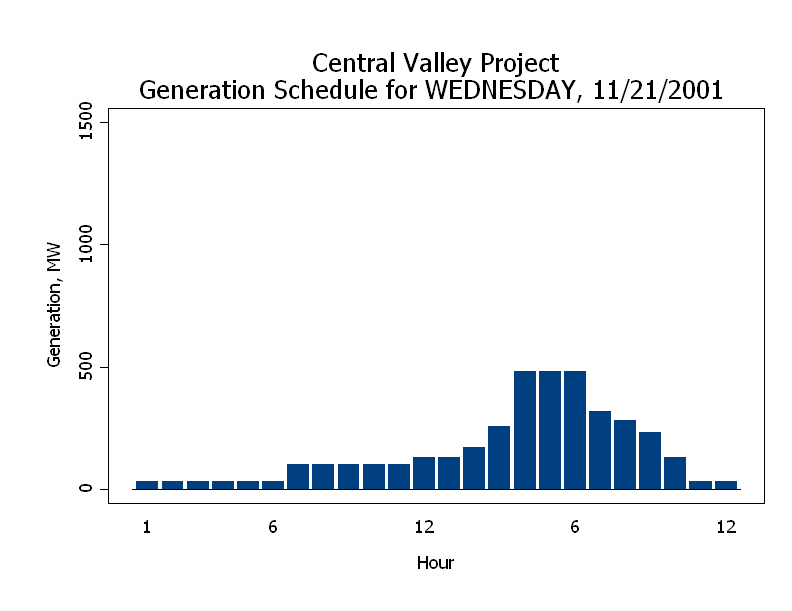 Central Valley Project
Generation Schedule for WEDNESDAY, 11/21/2001
1500
1000
500
0
Generation, MW
1 6 12 6 12
Hour